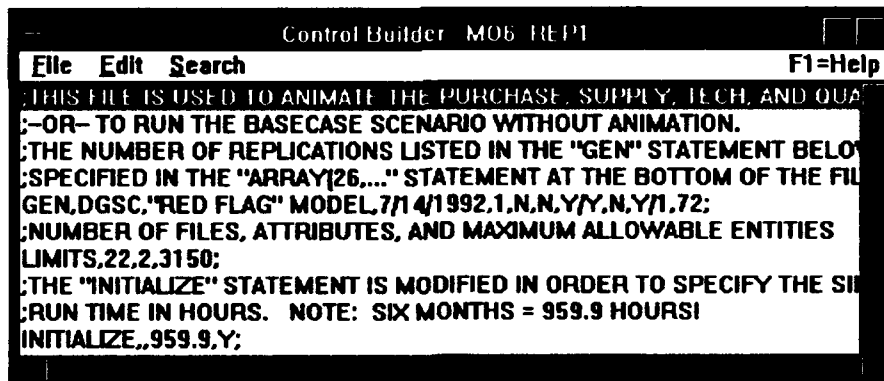 Control Builder M06 REP1
File Edit Search F1=Help
;THIS FILE IS USED TO ANIMATE THE PURCHASE, SUPPLY, TECH, AND QUA
;-OR- TO RUN THE BASECASE SCENARIO WITHOUT ANIMATION.
;THE NUMBER OF REPLICATIONS LISTED IN THE "GEN" STATEMENT BELOW
;SPECIFIED IN THE "ARRAY[26,..." STATEMENT AT THE BOTTOM OF THE FIL
GEN,DGSC,"RED FLAG" MODEL,7/14/1992,1,N,N,Y/Y,N,Y/1,72;
;NUMBER OF FILES, ATTRIBUTES, AND MAXIMUM ALLOWABLE ENTITIES
LIMITS,22,2,3150;
;THE "INITIALIZE" STATEMENT IS MODIFIED IN ORDER TO SPECIFY THE SI
;RUN TIME IN HOURS. NOTE: SIX MONTHS = 959.9 HOURS!
INITIALIZE,,959.9,Y;